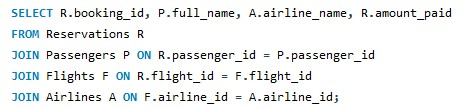 SELECT R.booking_id, P.full_name, A.airline_name, R.amount_paid
FROM Reservations R
JOIN Passengers P ON R.passenger_id = P.passenger_id
JOIN Flights F ON R.flight_id = F.flight_id
JOIN Airlines A ON F.airline_id = A.airline_id;